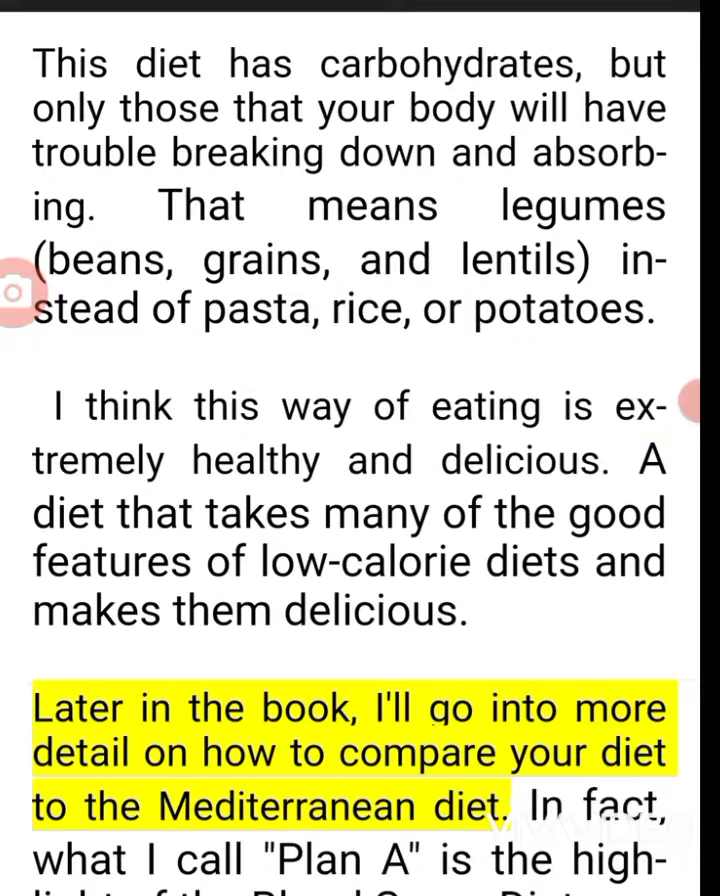 This diet has carbohydrates, but
only those that your body will have
trouble breaking down and absorb-
ing. That means legumes
(beans, grains, and lentils) in-
stead of pasta, rice, or potatoes.
I think this way of eating is ex-
tremely healthy and delicious. A
diet that takes many of the good
features of low-calorie diets and
makes them delicious.
Later in the book, I'll go into more
detail on how to compare your diet
to the Mediterranean diet. In fact,
what I call "Plan A" is the high-